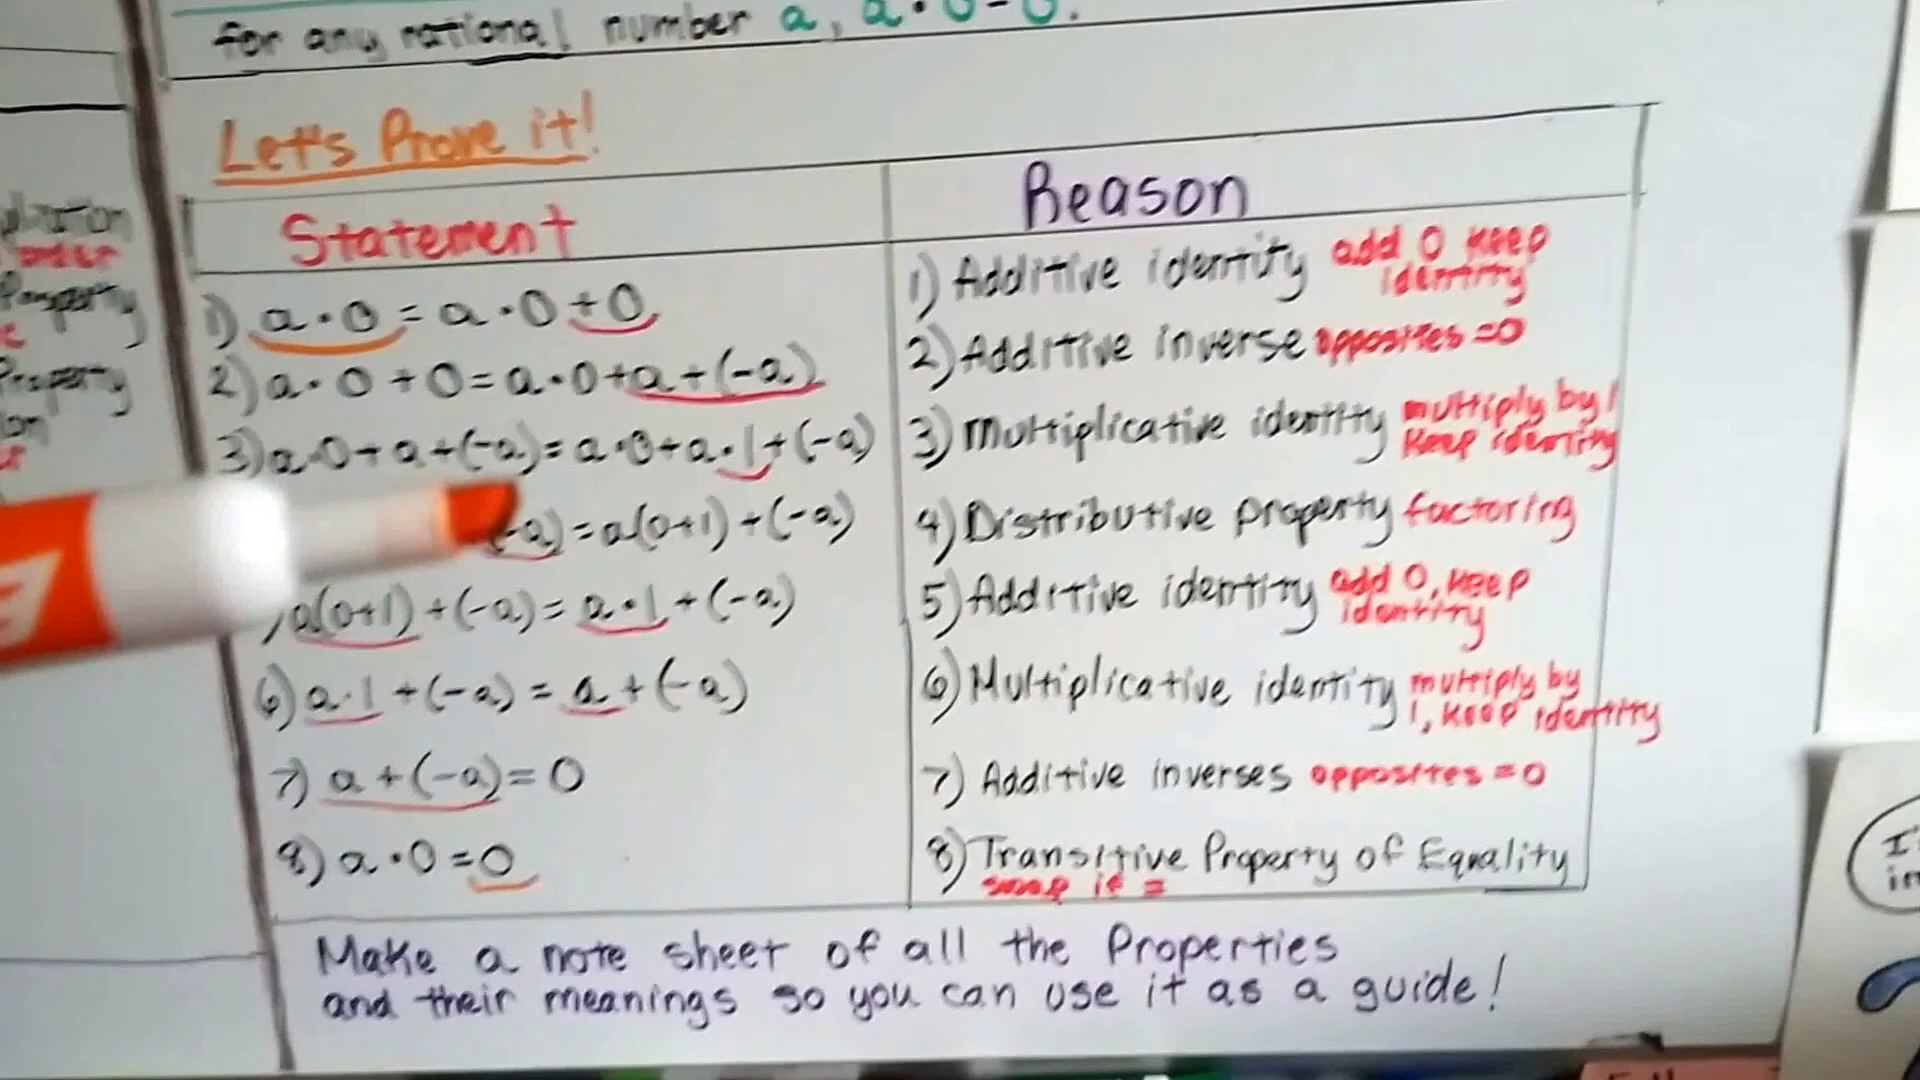 for any rational number a, a·0=0.
Let's Prove it!
Statement
Reason
1) a·0 = a·0+0
1) Additive identity add 0 keep
identity
2) a·0+0=a·0+a+(-a)
2) Additive inverse opposites =0
3) a·0+a+(-a)=a·0+a·1+(-a)
3) Multiplicative identity multiply by 1
keep identity
(-a)=a(0+1)+(-a)
4) Distributive property factoring
) a(0+1)+(-a)=a·1+(-a)
5) Additive identity add 0, keep
identity
6) a·1+(-a)=a+(-a)
6) Multiplicative identity multiply by
1, keep identity
7) a+(-a)=0
7) Additive inverses opposites =0
8) a·0=0
8) Transitive Property of Equality
swap if =
Make a note sheet of all the Properties
and their meanings so you can use it as a guide!
order
Property
Property